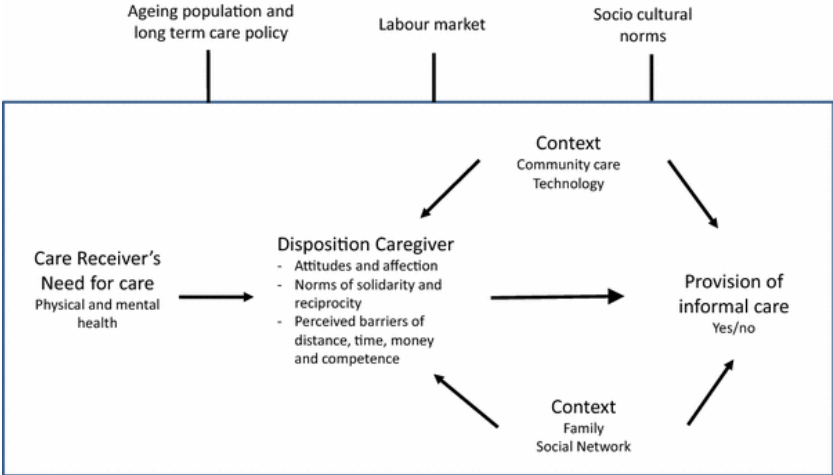 Ageing population and
long term care policy
Labour market
Socio cultural
norms
Context
Community care
Technology
Care Receiver's
Need for care
Physical and mental
health
Disposition Caregiver
- Attitudes and affection
- Norms of solidarity and
reciprocity
- Perceived barriers of
distance, time, money
and competence
Provision of
informal care
Yes/no
Context
Family
Social Network